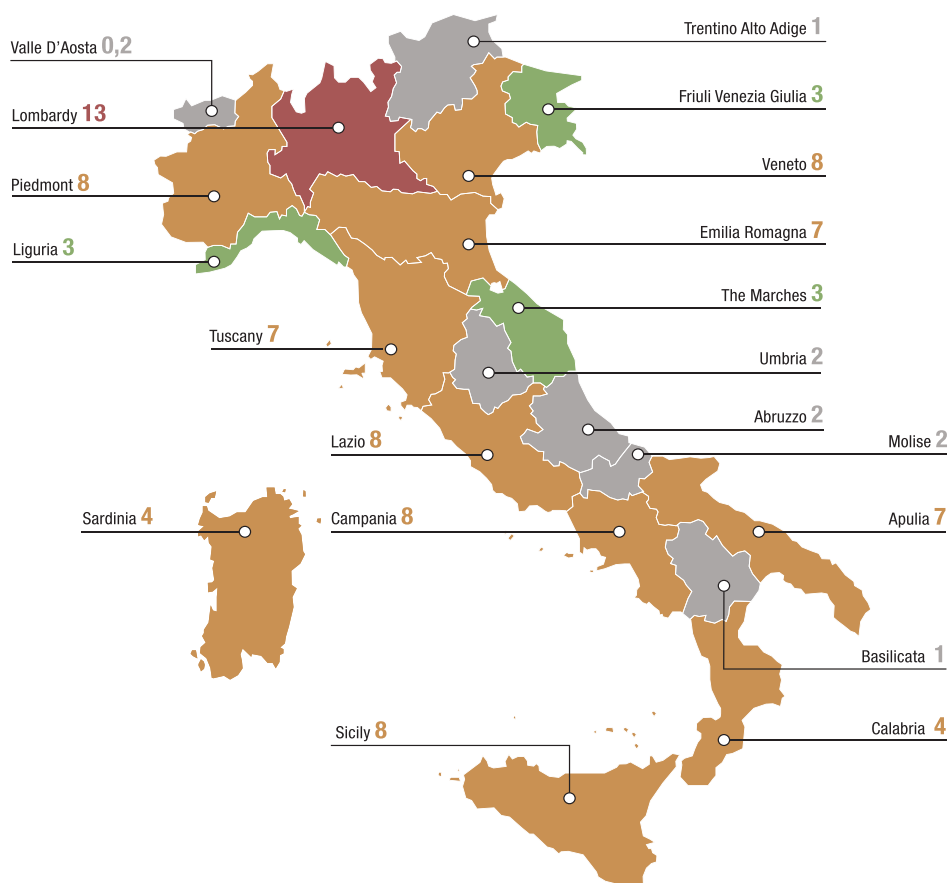 Trentino Alto Adige 1
Valle D'Aosta 0,2
Friuli Venezia Giulia 3
Lombardy 13
Veneto 8
Piedmont 8
Emilia Romagna 7
Liguria 3
The Marches 3
Tuscany 7
Umbria 2
Abruzzo 2
Lazio 8
Molise 2
Sardinia 4
Campania 8
Apulia 7
Basilicata 1
Sicily 8
Calabria 4